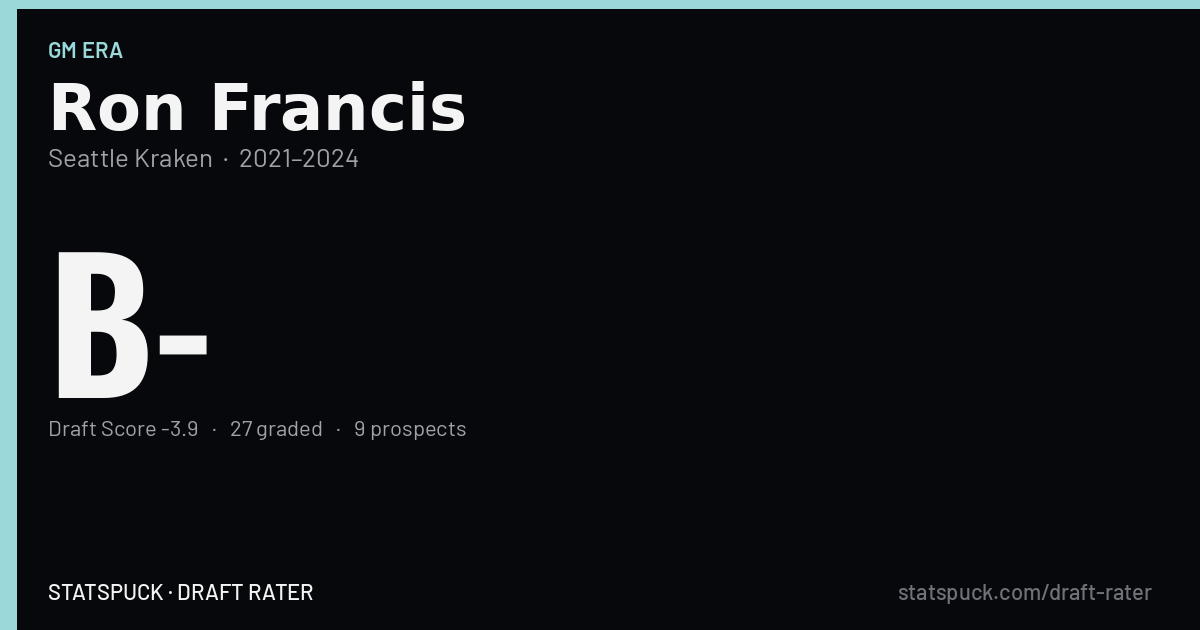 GM ERA
Ron Francis
Seattle Kraken · 2021–2024
B-
Draft Score -3.9 · 27 graded · 9 prospects
STATSPUCK · DRAFT RATER
statspuck.com/draft-rater